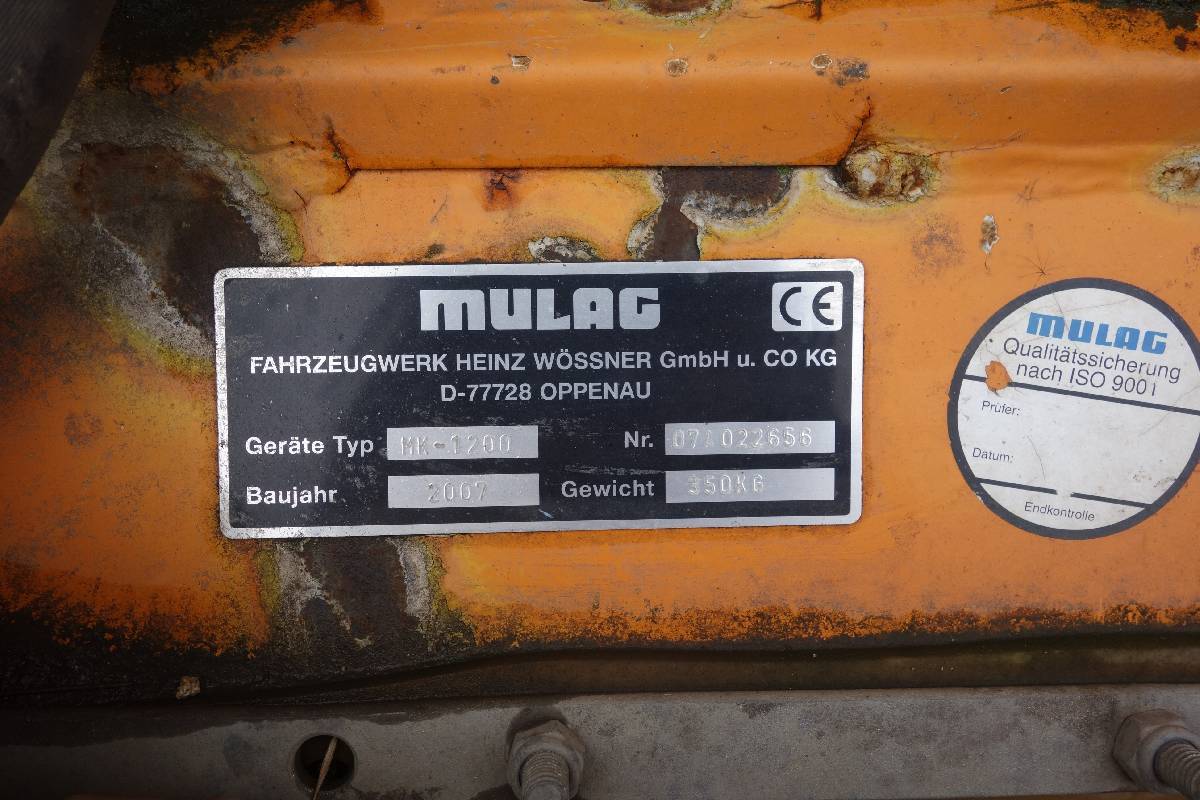 MULAG CE
FAHRZEUGWERK HEINZ WÖSSNER GmbH u. CO KG
D-77728 OPPENAU
Geräte Typ MK-1200 Nr. 07A022656
Baujahr 2007 Gewicht 350KG
MULAG
Qualitätssicherung
nach ISO 9001
Prüfer:
Datum:
Endkontrolle